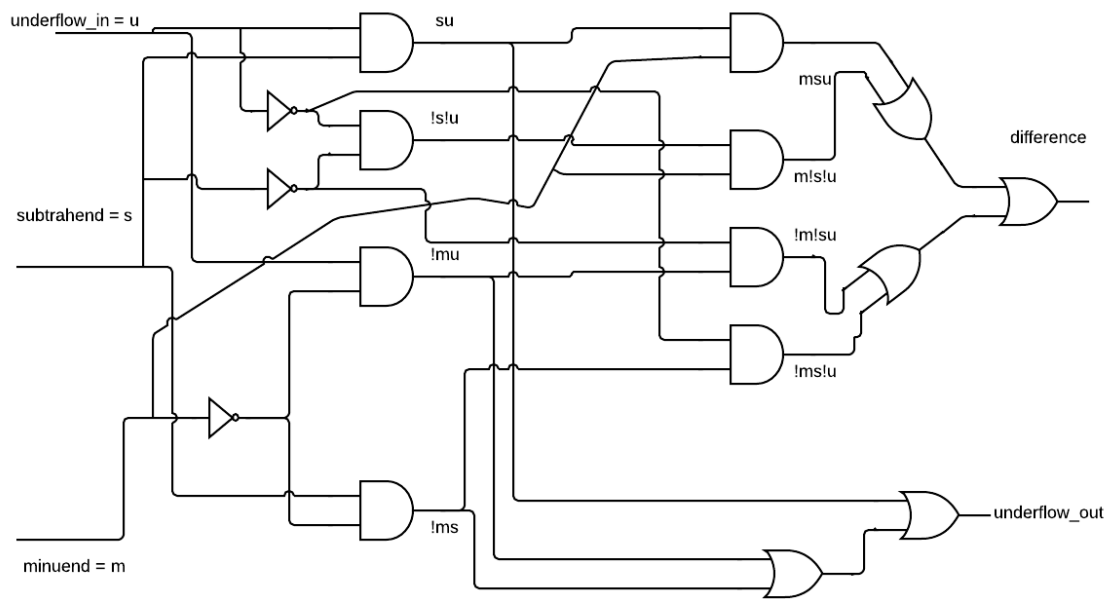 underflow_in = u
su
msu
!s!u
difference
m!s!u
subtrahend = s
!m!su
!mu
!ms!u
underflow_out
!ms
minuend = m